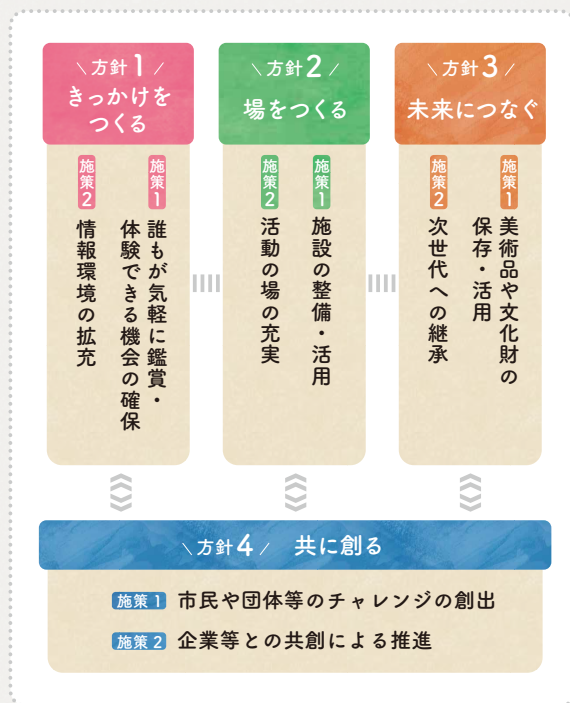 方針1
きっかけを
つくる
施策1
誰もが気軽に鑑賞・
体験できる機会の確保
施策2
情報環境の拡充
方針2
場をつくる
施策1
施設の整備・活用
施策2
活動の場の充実
方針3
未来につなぐ
施策1
美術品や文化財の
保存・活用
施策2
次世代への継承
方針4 共に創る
施策1 市民や団体等のチャレンジの創出
施策2 企業等との共創による推進